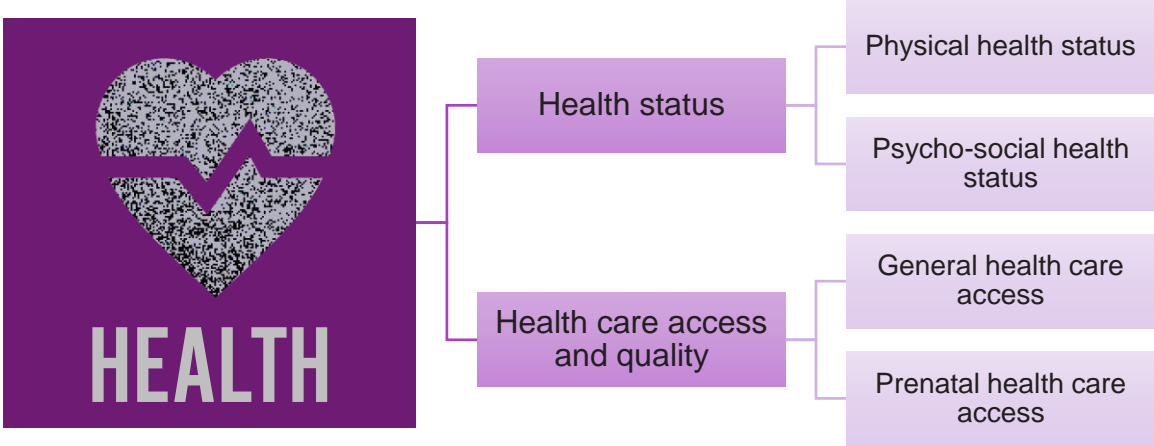 HEALTH
Health status
Physical health status
Psycho-social health
status
Health care access
and quality
General health care
access
Prenatal health care
access